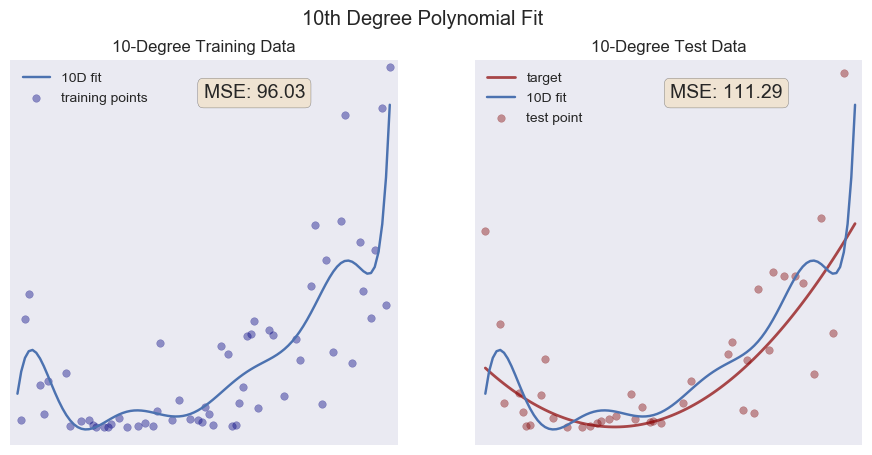 10th Degree Polynomial Fit
10-Degree Training Data
10D fit
training points
MSE: 96.03
10-Degree Test Data
target
10D fit
test point
MSE: 111.29